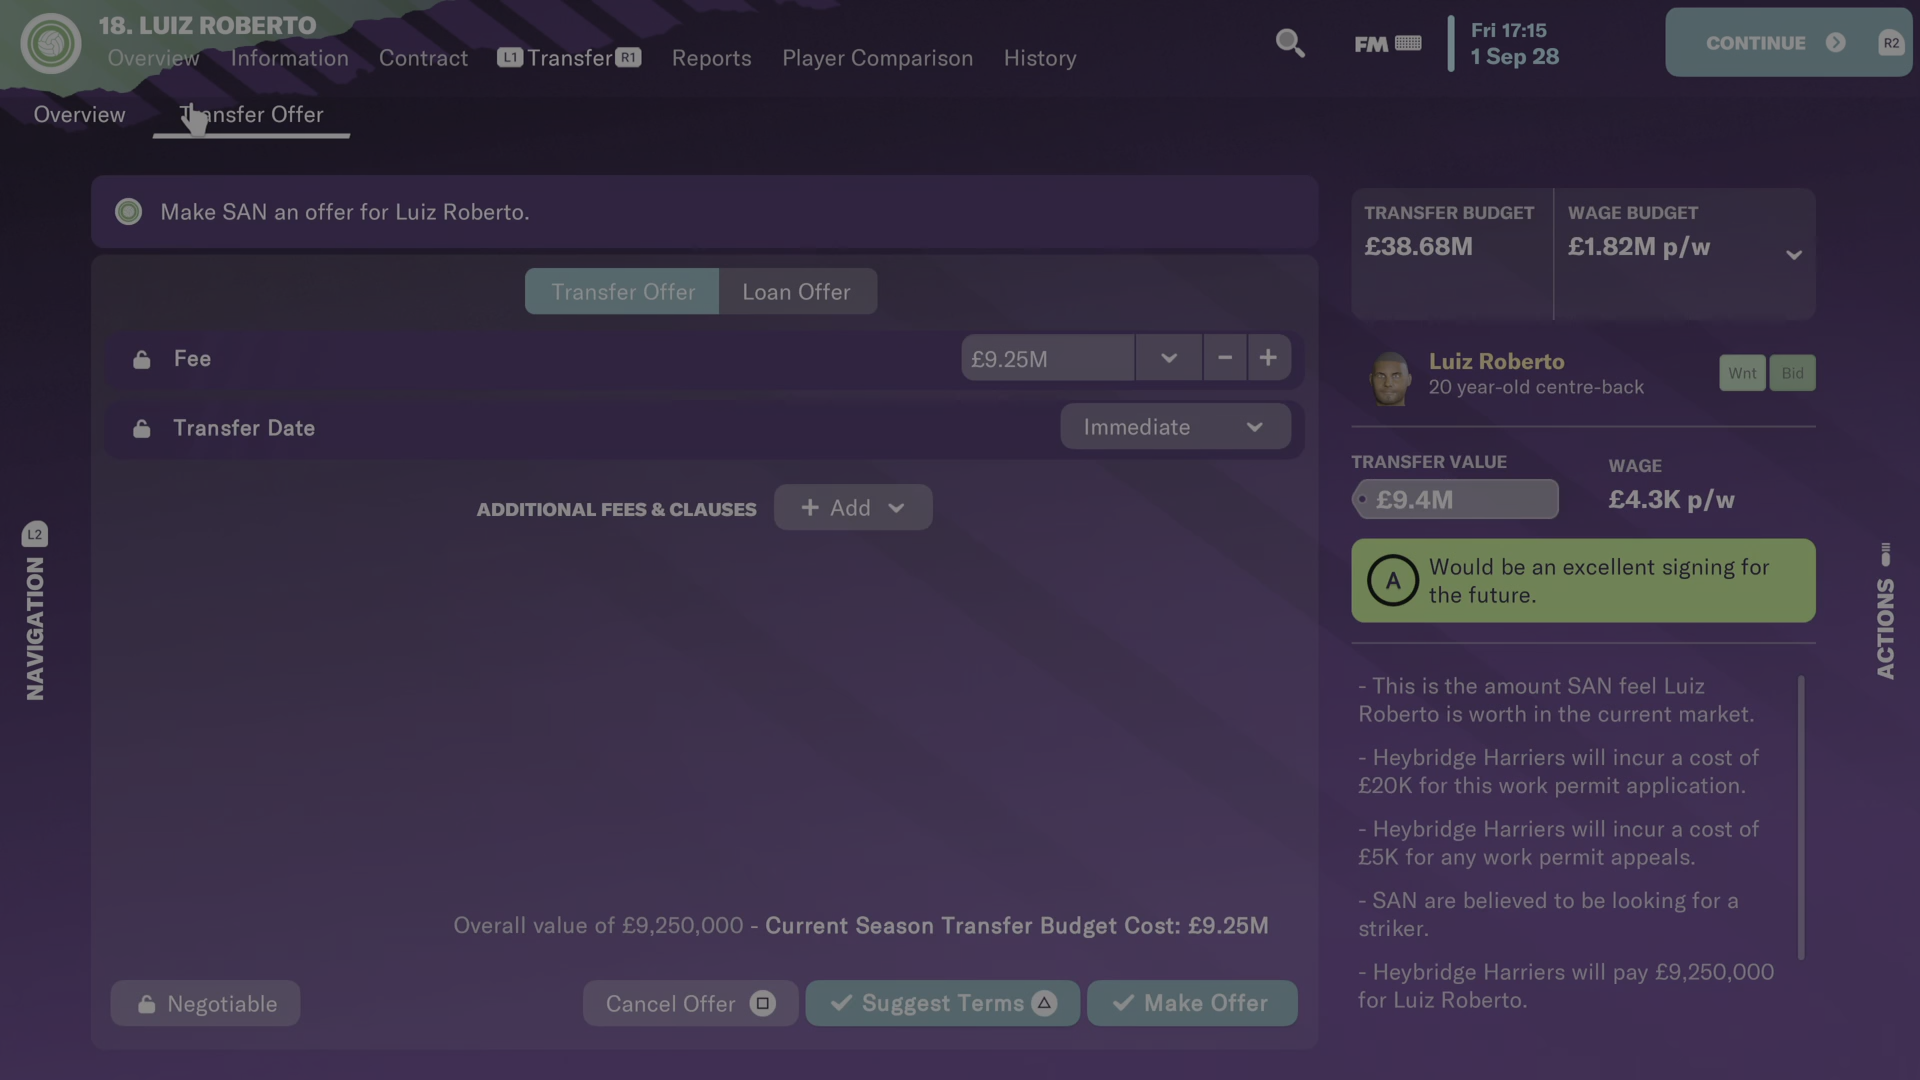 18. LUIZ ROBERTO
Overview Information Contract L1 Transfer R1 Reports Player Comparison History
FM
Fri 17:15
1 Sep 28
CONTINUE R2
Overview Transfer Offer
Make SAN an offer for Luiz Roberto.
Transfer Offer Loan Offer
Fee £9.25M
Transfer Date Immediate
ADDITIONAL FEES & CLAUSES + Add
Overall value of £9,250,000 - Current Season Transfer Budget Cost: £9.25M
Negotiable Cancel Offer Suggest Terms Make Offer
TRANSFER BUDGET WAGE BUDGET
£38.68M £1.82M p/w
Luiz Roberto
20 year-old centre-back
Wnt Bid
TRANSFER VALUE WAGE
£9.4M £4.3K p/w
A
Would be an excellent signing for
the future.
- This is the amount SAN feel Luiz
Roberto is worth in the current market.
- Heybridge Harriers will incur a cost of
£20K for this work permit application.
- Heybridge Harriers will incur a cost of
£5K for any work permit appeals.
- SAN are believed to be looking for a
striker.
- Heybridge Harriers will pay £9,250,000
for Luiz Roberto.
NAVIGATION L2
ACTIONS